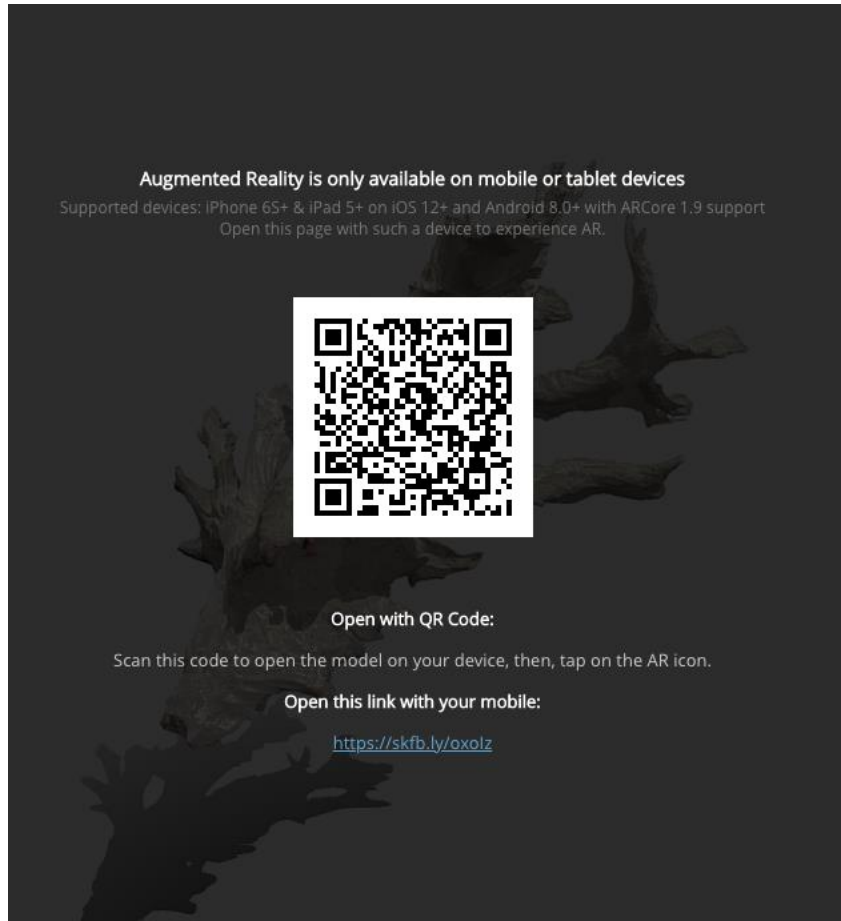 Augmented Reality is only available on mobile or tablet devices
Supported devices: iPhone 6S+ & iPad 5+ on iOS 12+ and Android 8.0+ with ARCore 1.9 support
Open this page with such a device to experience AR.
Open with QR Code:
Scan this code to open the model on your device, then, tap on the AR icon.
Open this link with your mobile:
https://skfb.ly/oxoIz